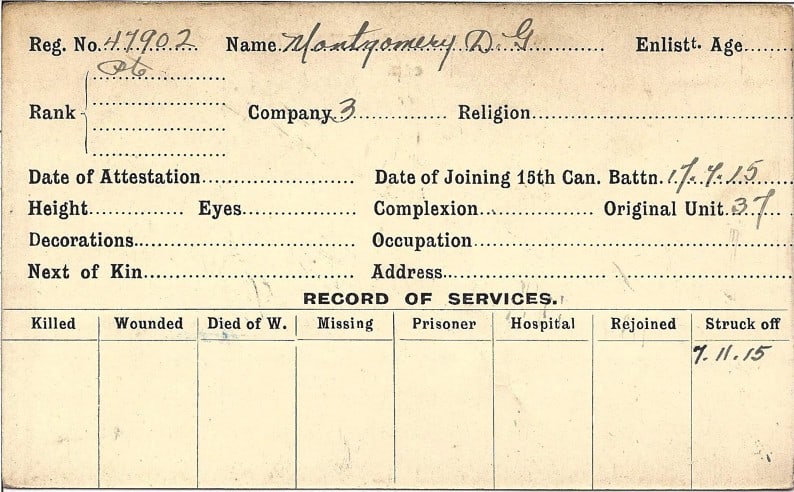 Reg. No. 47902 Name Montgomery D. G. Enlistt. Age
Pte
Rank Company 3 Religion
Date of Attestation Date of Joining 15th Can. Battn. 17.7.15
Height Eyes Complexion Original Unit 37
Decorations Occupation
Next of Kin Address
RECORD OF SERVICES.
Killed Wounded Died of W. Missing Prisoner Hospital Rejoined Struck off
7.11.15